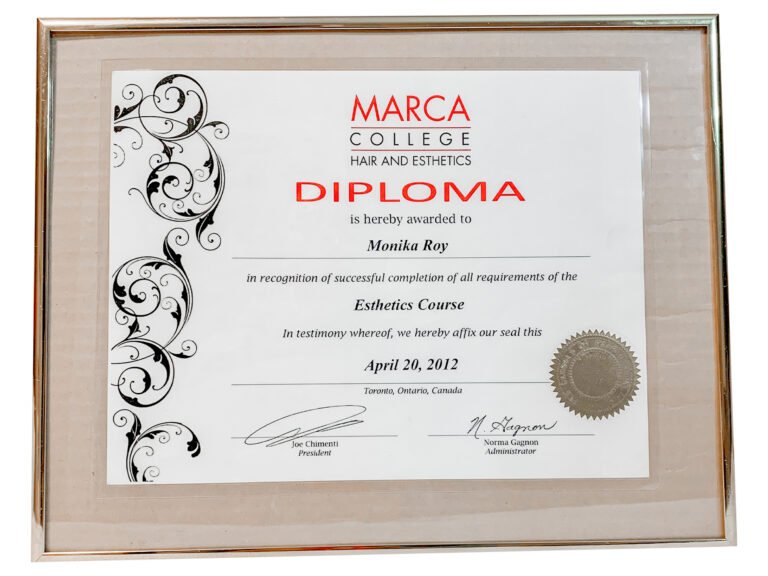 MARCA
COLLEGE
HAIR AND ESTHETICS
DIPLOMA
is hereby awarded to
Monika Roy
in recognition of successful completion of all requirements of the
Esthetics Course
In testimony whereof, we hereby affix our seal this
April 20, 2012
Toronto, Ontario, Canada
N. Gagnon
Joe Chimenti Norma Gagnon
President Administrator